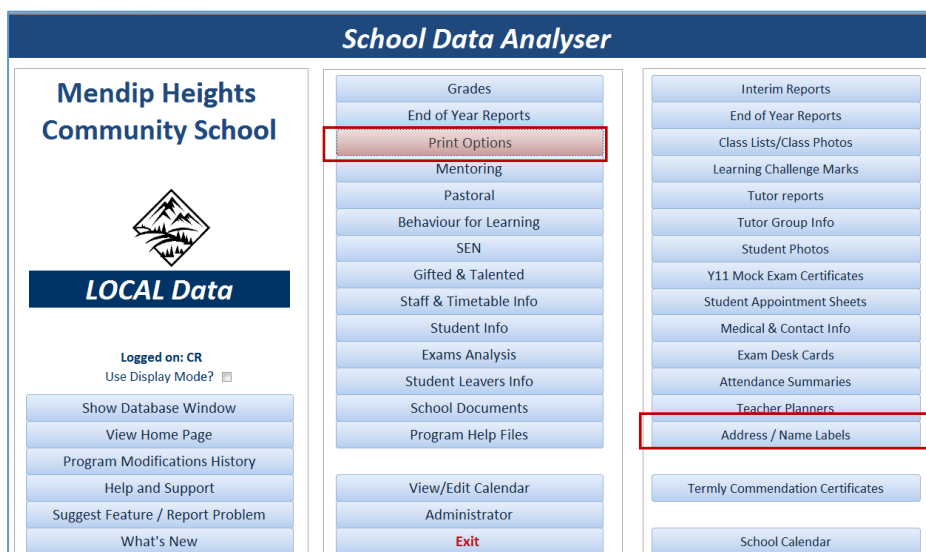 School Data Analyser
Mendip Heights
Community School
LOCAL Data
Logged on: CR
Use Display Mode?
Show Database Window
View Home Page
Program Modifications History
Help and Support
Suggest Feature / Report Problem
What's New
Grades
End of Year Reports
Print Options
Mentoring
Pastoral
Behaviour for Learning
SEN
Gifted & Talented
Staff & Timetable Info
Student Info
Exams Analysis
Student Leavers Info
School Documents
Program Help Files
View/Edit Calendar
Administrator
Exit
Interim Reports
End of Year Reports
Class Lists/Class Photos
Learning Challenge Marks
Tutor reports
Tutor Group Info
Student Photos
Y11 Mock Exam Certificates
Student Appointment Sheets
Medical & Contact Info
Exam Desk Cards
Attendance Summaries
Teacher Planners
Address / Name Labels
Termly Commendation Certificates
School Calendar